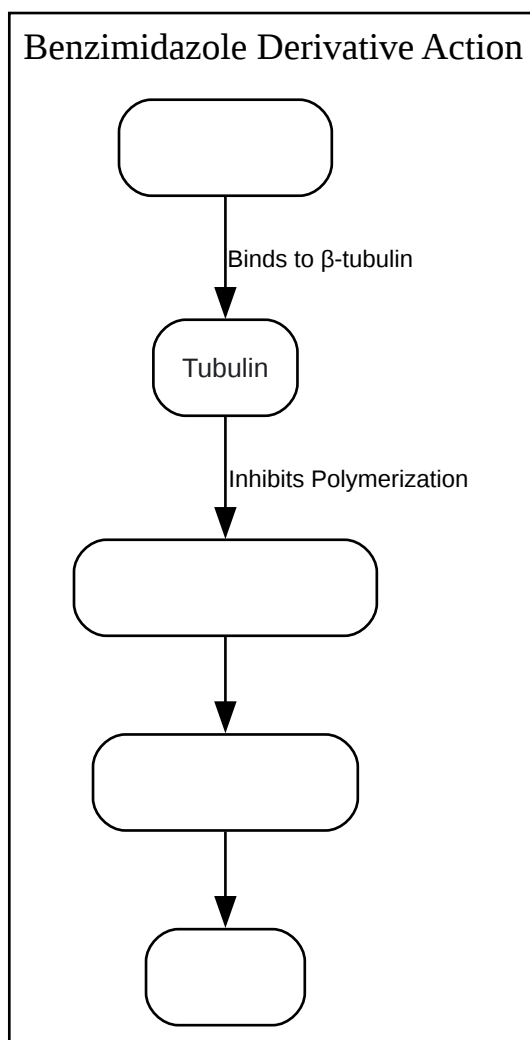 Benzimidazole Derivative Action
Binds to β-tubulin
Tubulin
Inhibits Polymerization